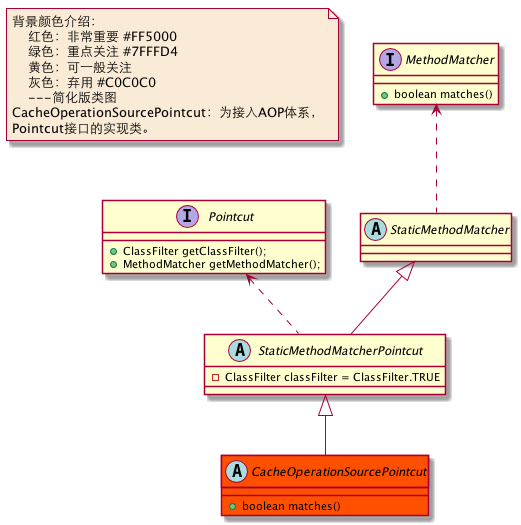 背景颜色介绍：
红色：非常重要 #FF5000
绿色：重点关注 #7FFFD4
黄色：可一般关注
灰色：弃用 #C0C0C0
---简化版类图
CacheOperationSourcePointcut：为接入AOP体系，
Pointcut接口的实现类。
I MethodMatcher
boolean matches()
I Pointcut
ClassFilter getClassFilter();
MethodMatcher getMethodMatcher();
A StaticMethodMatcher
A StaticMethodMatcherPointcut
ClassFilter classFilter = ClassFilter.TRUE
A CacheOperationSourcePointcut
boolean matches()